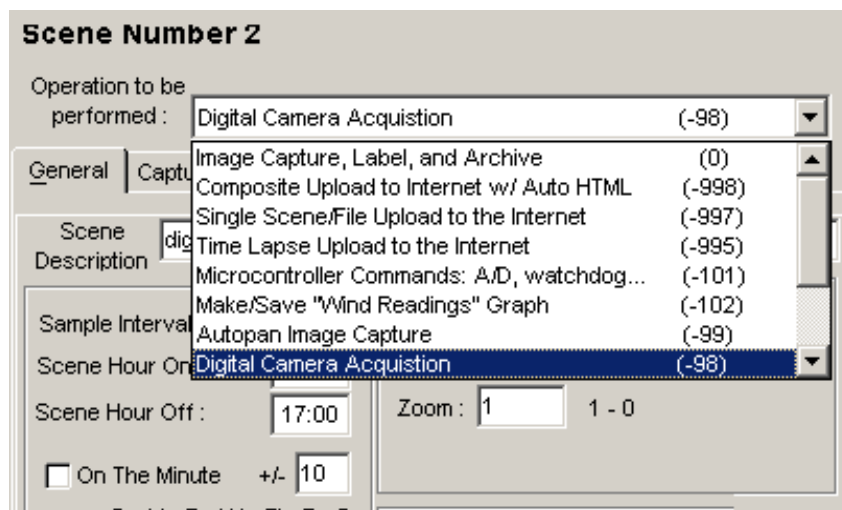 Scene Number 2
Operation to be
performed :
Digital Camera Acquistion (-98)
General Captu
Image Capture, Label, and Archive (0)
Composite Upload to Internet w/ Auto HTML (-998)
Single Scene/File Upload to the Internet (-997)
Time Lapse Upload to the Internet (-995)
Microcontroller Commands: A/D, watchdog... (-101)
Make/Save "Wind Readings" Graph (-102)
Autopan Image Capture (-99)
Digital Camera Acquistion (-98)
Scene
Description
dig
Sample Interval
Scene Hour On
Scene Hour Off : 17:00
Zoom : 1 1 - 0
On The Minute +/- 10